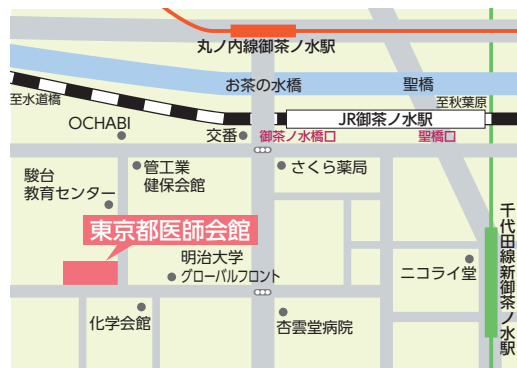 丸ノ内線御茶ノ水駅
お茶の水橋
聖橋
至水道橋
至秋葉原
JR御茶ノ水駅
OCHABI
交番
御茶ノ水橋口
聖橋口
管工業
健保会館
さくら薬局
駿台
教育センター
東京都医師会館
明治大学
グローバルフロント
ニコライ堂
千代田線新御茶ノ水駅
化学会館
杏雲堂病院